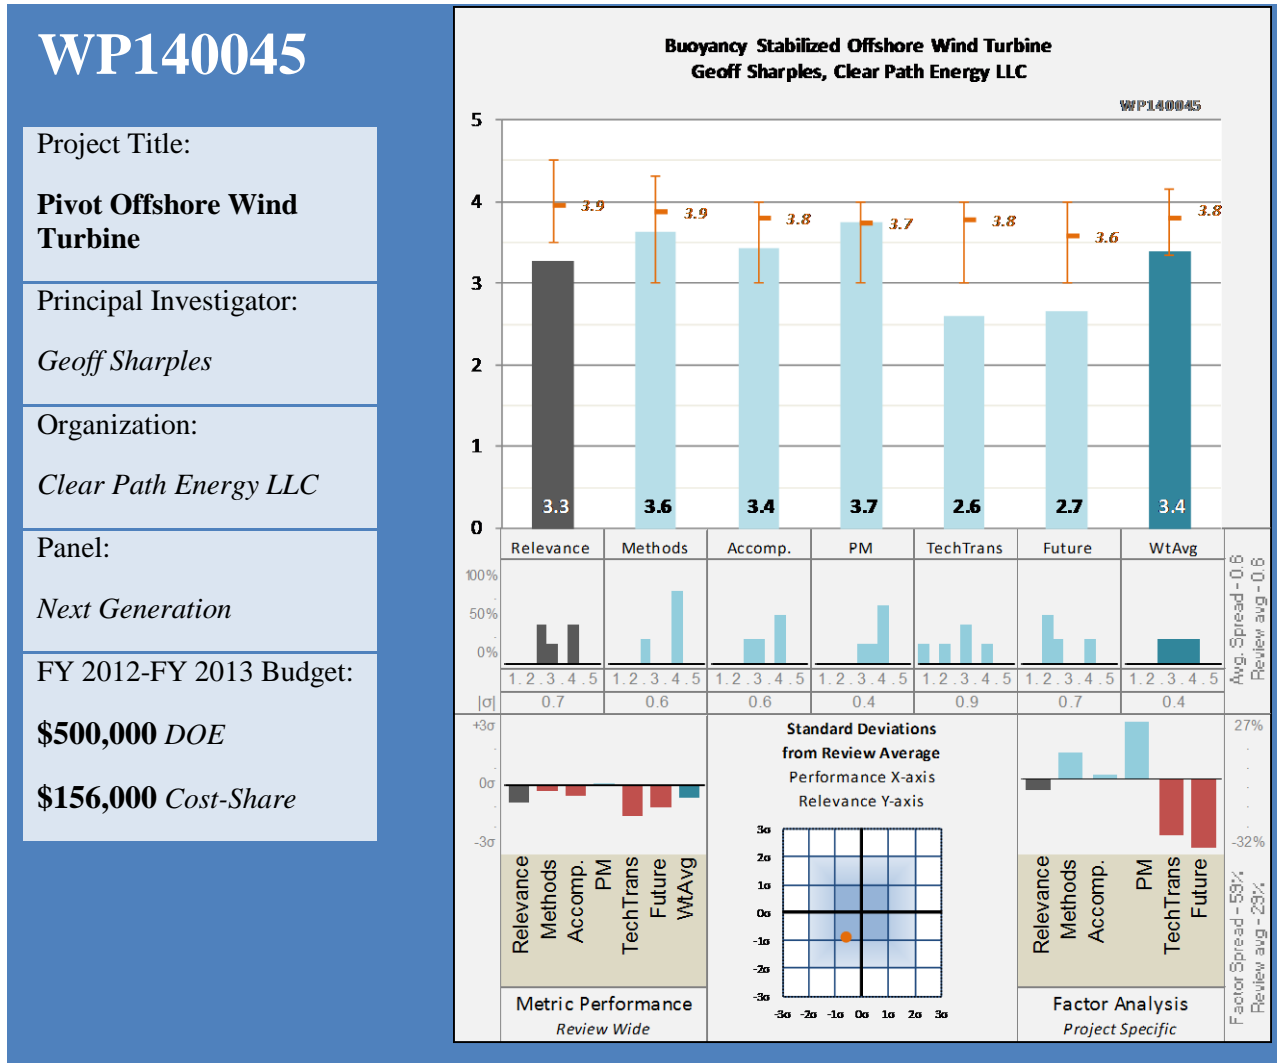 WP140045
Project Title:
Pivot Offshore Wind
Turbine
Principal Investigator:
Geoff Sharples
Organization:
Clear Path Energy LLC
Panel:
Next Generation
FY 2012-FY 2013 Budget:
$500,000 DOE
$156,000 Cost-Share
Buoyancy Stabilized Offshore Wind Turbine
Geoff Sharples, Clear Path Energy LLC
WP140045
5
4
3
2
1
0
3.9 3.9 3.8 3.7 3.8 3.6 3.8
3.3 3.6 3.4 3.7 2.6 2.7 3.4
Relevance Methods Accomp. PM TechTrans Future WtAvg
100%
50%
0%
1.2.3.4.5 1.2.3.4.5 1.2.3.4.5 1.2.3.4.5 1.2.3.4.5 1.2.3.4.5 1.2.3.4.5
|σ| 0.7 0.6 0.6 0.4 0.9 0.7 0.4
Avg. Spread - 0.6
Review avg - 0.6
+3σ
0σ
-3σ
Relevance
Methods
Accomp.
PM
TechTrans
Future
WtAvg
Metric Performance
Review Wide
Standard Deviations
from Review Average
Performance X-axis
Relevance Y-axis
3σ
2σ
1σ
0σ
-1σ
-2σ
-3σ
-3σ -2σ -1σ 0σ 1σ 2σ 3σ
27%
-32%
Relevance
Methods
Accomp.
PM
TechTrans
Future
Factor Analysis
Project Specific
Factor Spread - 59%
Review avg - 29%